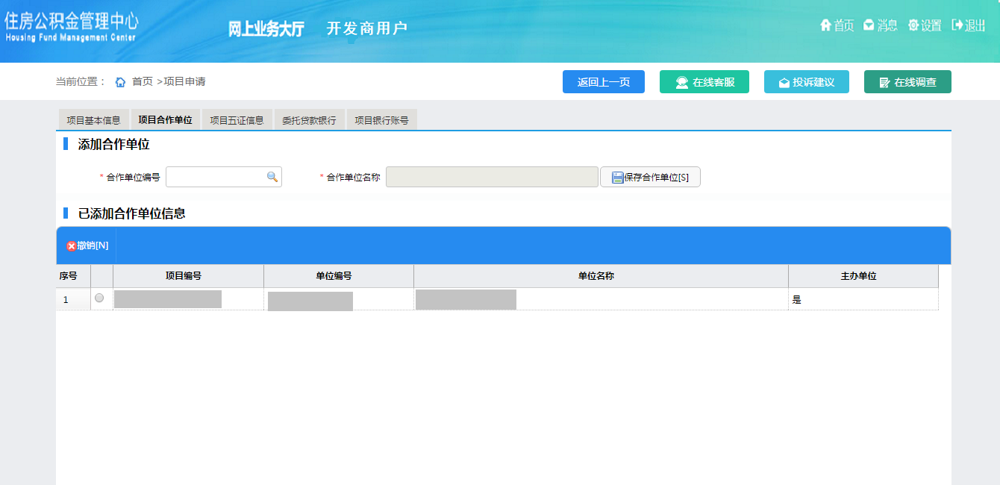 住房公积金管理中心
Housing Fund Management Center
网上业务大厅 开发商用户
首页 消息 设置 退出
当前位置： 首页 >项目申请
返回上一页 在线客服 投诉建议 在线调查
项目基本信息 项目合作单位 项目五证信息 委托贷款银行 项目银行账号
添加合作单位
* 合作单位编号 * 合作单位名称 保存合作单位[S]
已添加合作单位信息
撤销[N]
序号 项目编号 单位编号 单位名称 主办单位
1 是